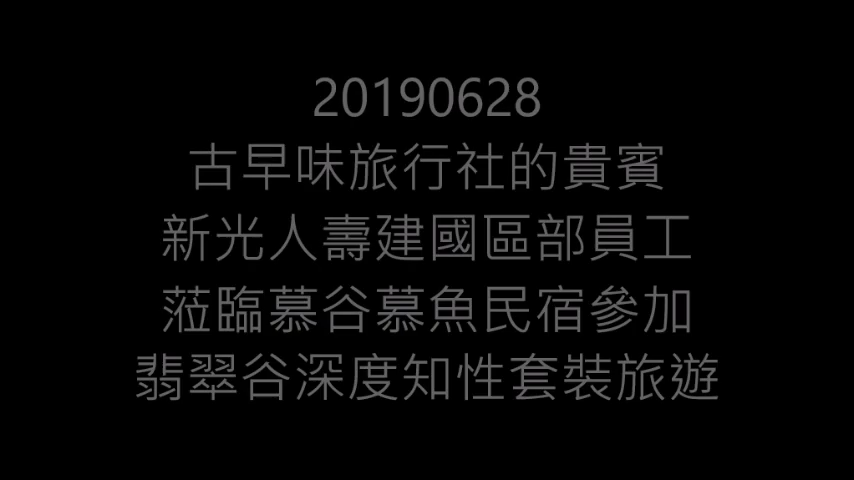 20190628
古早味旅行社的貴賓
新光人壽建國區部員工
蒞臨慕谷慕魚民宿參加
翡翠谷深度知性套裝旅遊